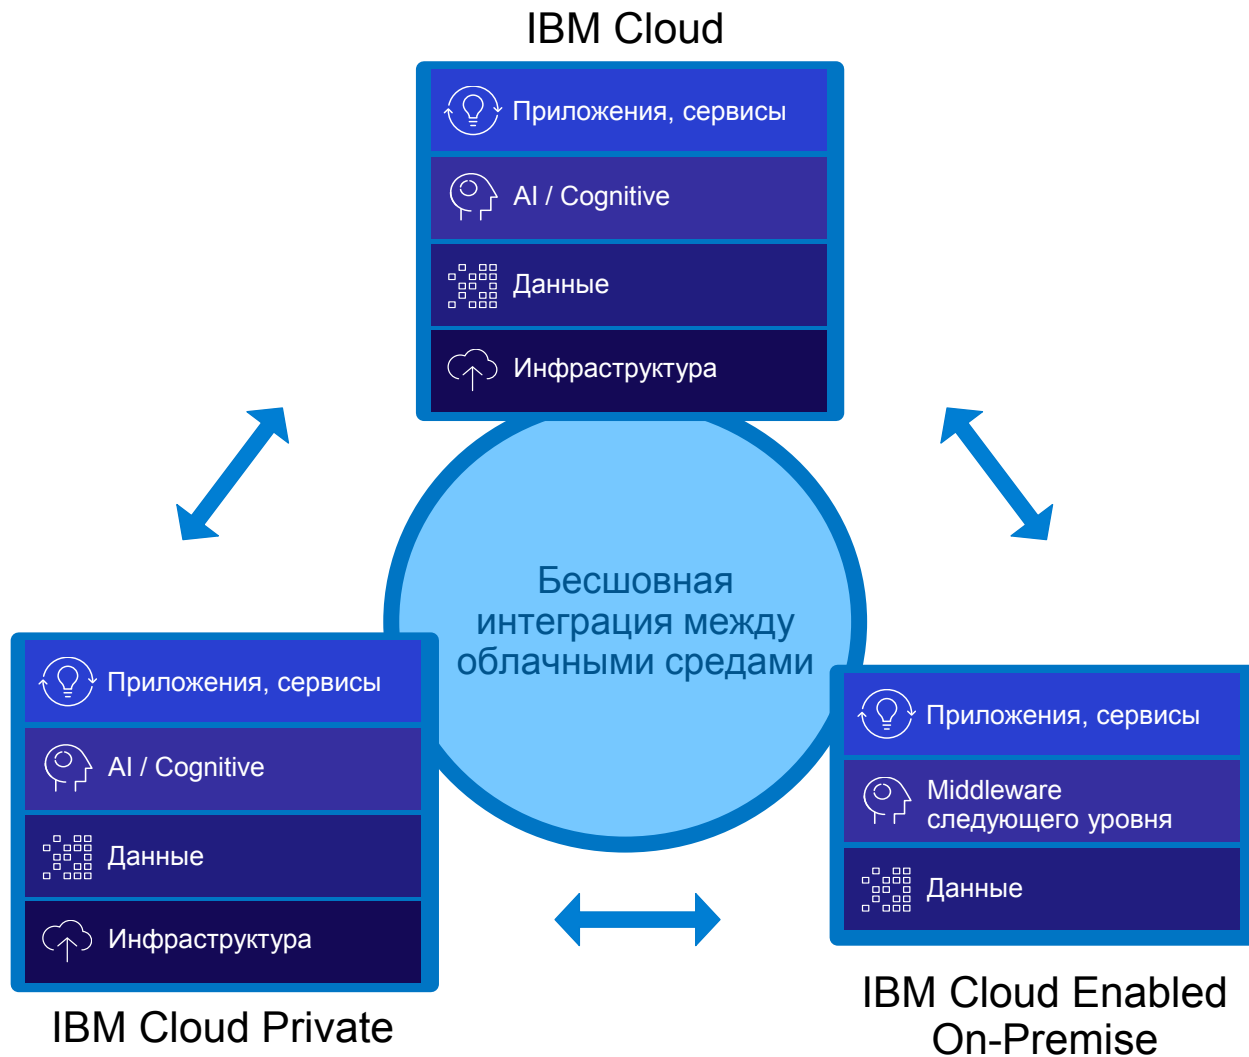 IBM Cloud
Приложения, сервисы
AI / Cognitive
Данные
Инфраструктура
Бесшовная
интеграция между
облачными средами
Приложения, сервисы
AI / Cognitive
Данные
Инфраструктура
IBM Cloud Private
Приложения, сервисы
Middleware
следующего уровня
Данные
IBM Cloud Enabled
On-Premise